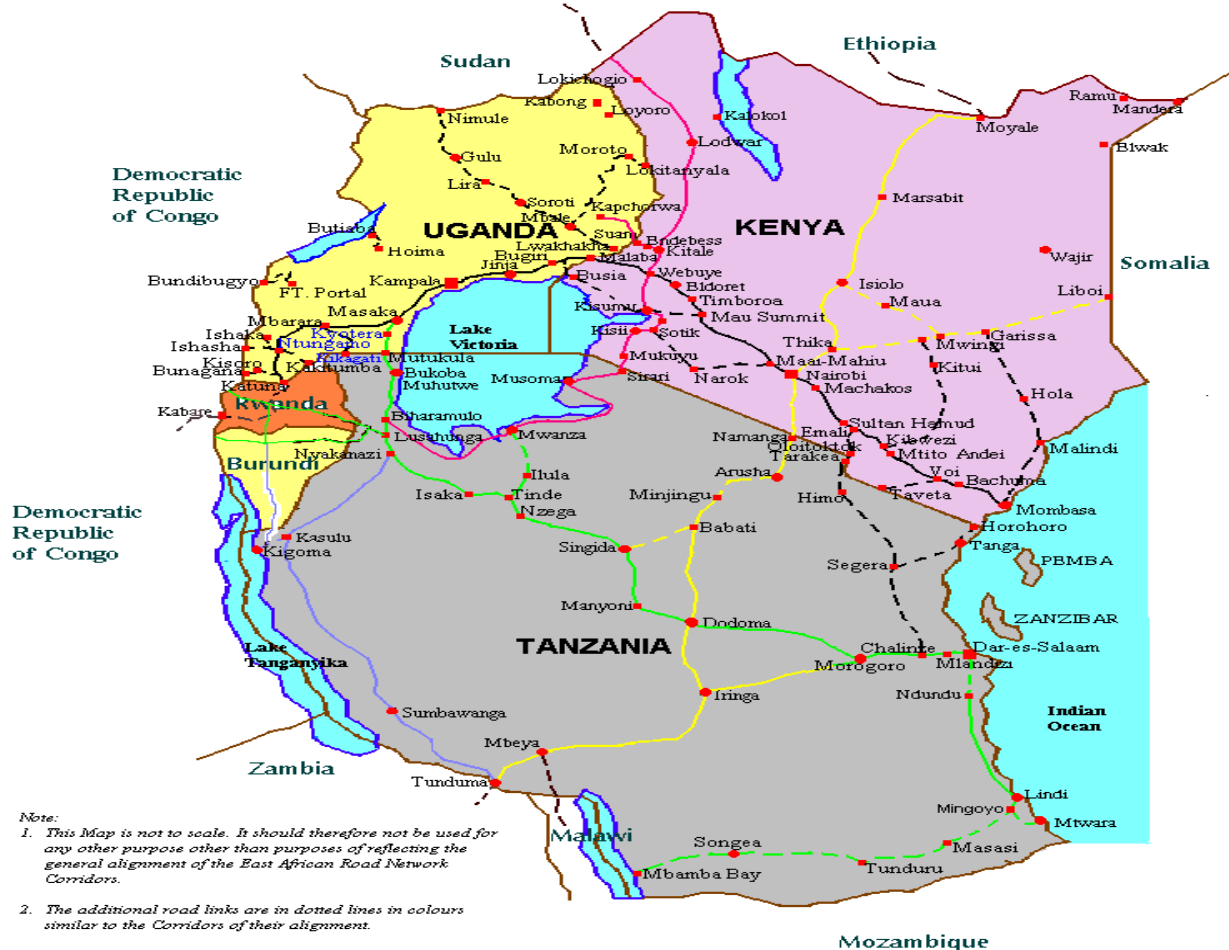 Ethiopia
Sudan
Lokichogio
Kabong
Loyoro
Kalokol
Ramu
Mandera
Nimule
Moyale
Lodwar
Blwak
Moroto
Gulu
Lokitanyala
Democratic
Republic
of Congo
Lira
Marsabit
Soroti
Kapchorwa
Mbale
Butiaba
UGANDA
Suam
KENYA
Hoima
Lwakhakha
Bndebess
Kitale
Wajir
Bugiri
Malaba
Somalia
Jinja
Bundibugyo
Kampala
Busia
Webuye
FT. Portal
Bldoret
Isiolo
Liboi
Timboroa
Masaka
Kisumu
Maua
Mbarara
Mau Summit
Kyotera
Lake
Victoria
Kisii
Sotik
Ishaka
Garissa
Ntungamo
Thika
Mwingi
Ishasha
Kikagati
Mutukula
Mukuyu
Maai-Mahiu
Kisoro
Kakitumba
Bunagana
Bukoba
Sirari
Narok
Nairobi
Kitui
Katuna
Muhutwe
Musoma
Machakos
Rwanda
Hola
Kabare
Biharamulo
Sultan Hamud
Emali
Lusahunga
Mwanza
Namanga
Kibwezi
Oloitoktok
Malindi
Nyakanazi
Tarakea
Mtito Andei
Burundi
Ilula
Arusha
Voi
Bachuma
Isaka
Tinde
Minjingu
Himo
Taveta
Nzega
Mombasa
Democratic
Republic
of Congo
Babati
Horohoro
Kasulu
Singida
Tanga
Kigoma
Segera
PBMBA
Manyoni
Dodoma
ZANZIBAR
TANZANIA
Lake
Tanganyika
Chalinte
Dar-es-Salaam
Morogoro
Mlandizi
Iringa
Ndundu
Sumbawanga
Indian
Ocean
Mbeya
Zambia
Tunduma
Lindi
Mingoyo
Mtwara
Malawi
Songea
Masasi
Mbamba Bay
Tunduru
Mozambique
Note:
1. This Map is not to scale. It should therefore not be used for
any other purpose other than purposes of reflecting the
general alignment of the East African Road Network
Corridors.
2. The additional road links are in dotted lines in colours
similar to the Corridors of their alignment.